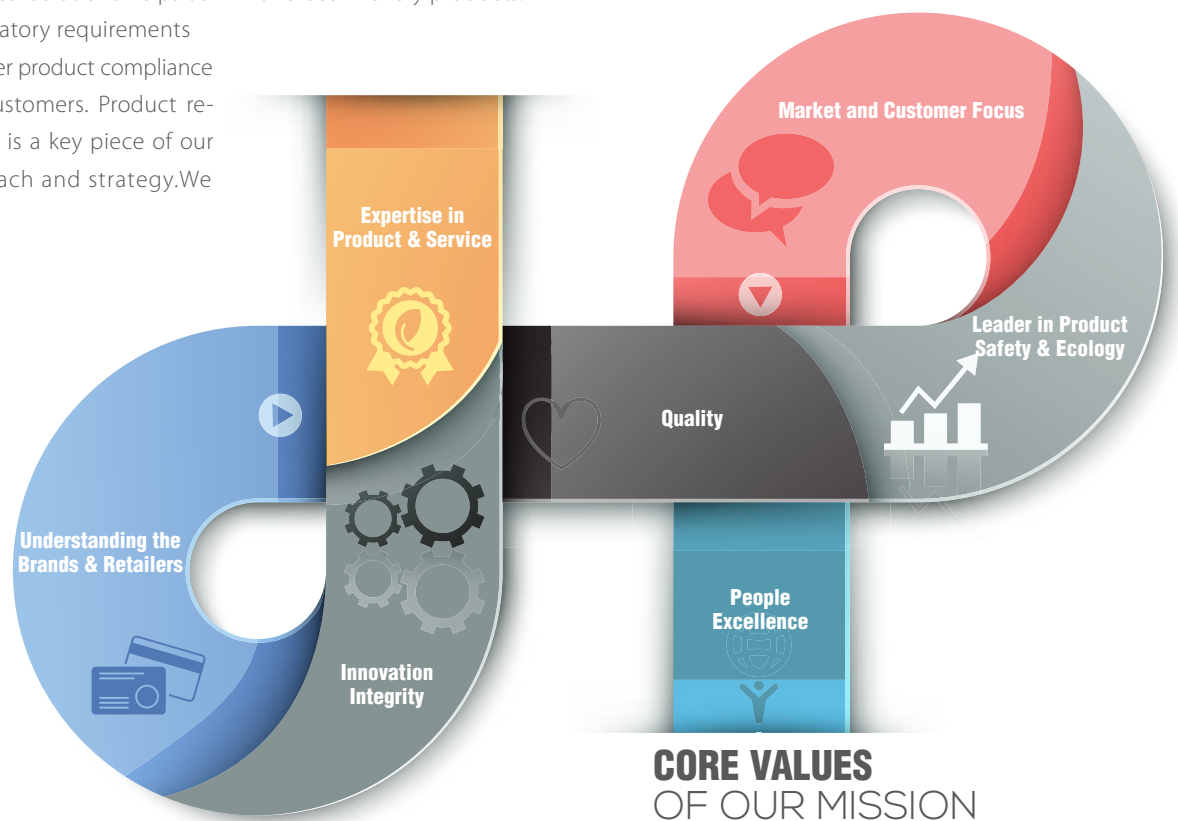 atory requirements
er product compliance
ustomers. Product re-
is a key piece of our
ach and strategy.We
Market and Customer Focus
Expertise in
Product & Service
Leader in Product
Safety & Ecology
Quality
Understanding the
Brands & Retailers
People
Excellence
Innovation
Integrity
CORE VALUES
OF OUR MISSION